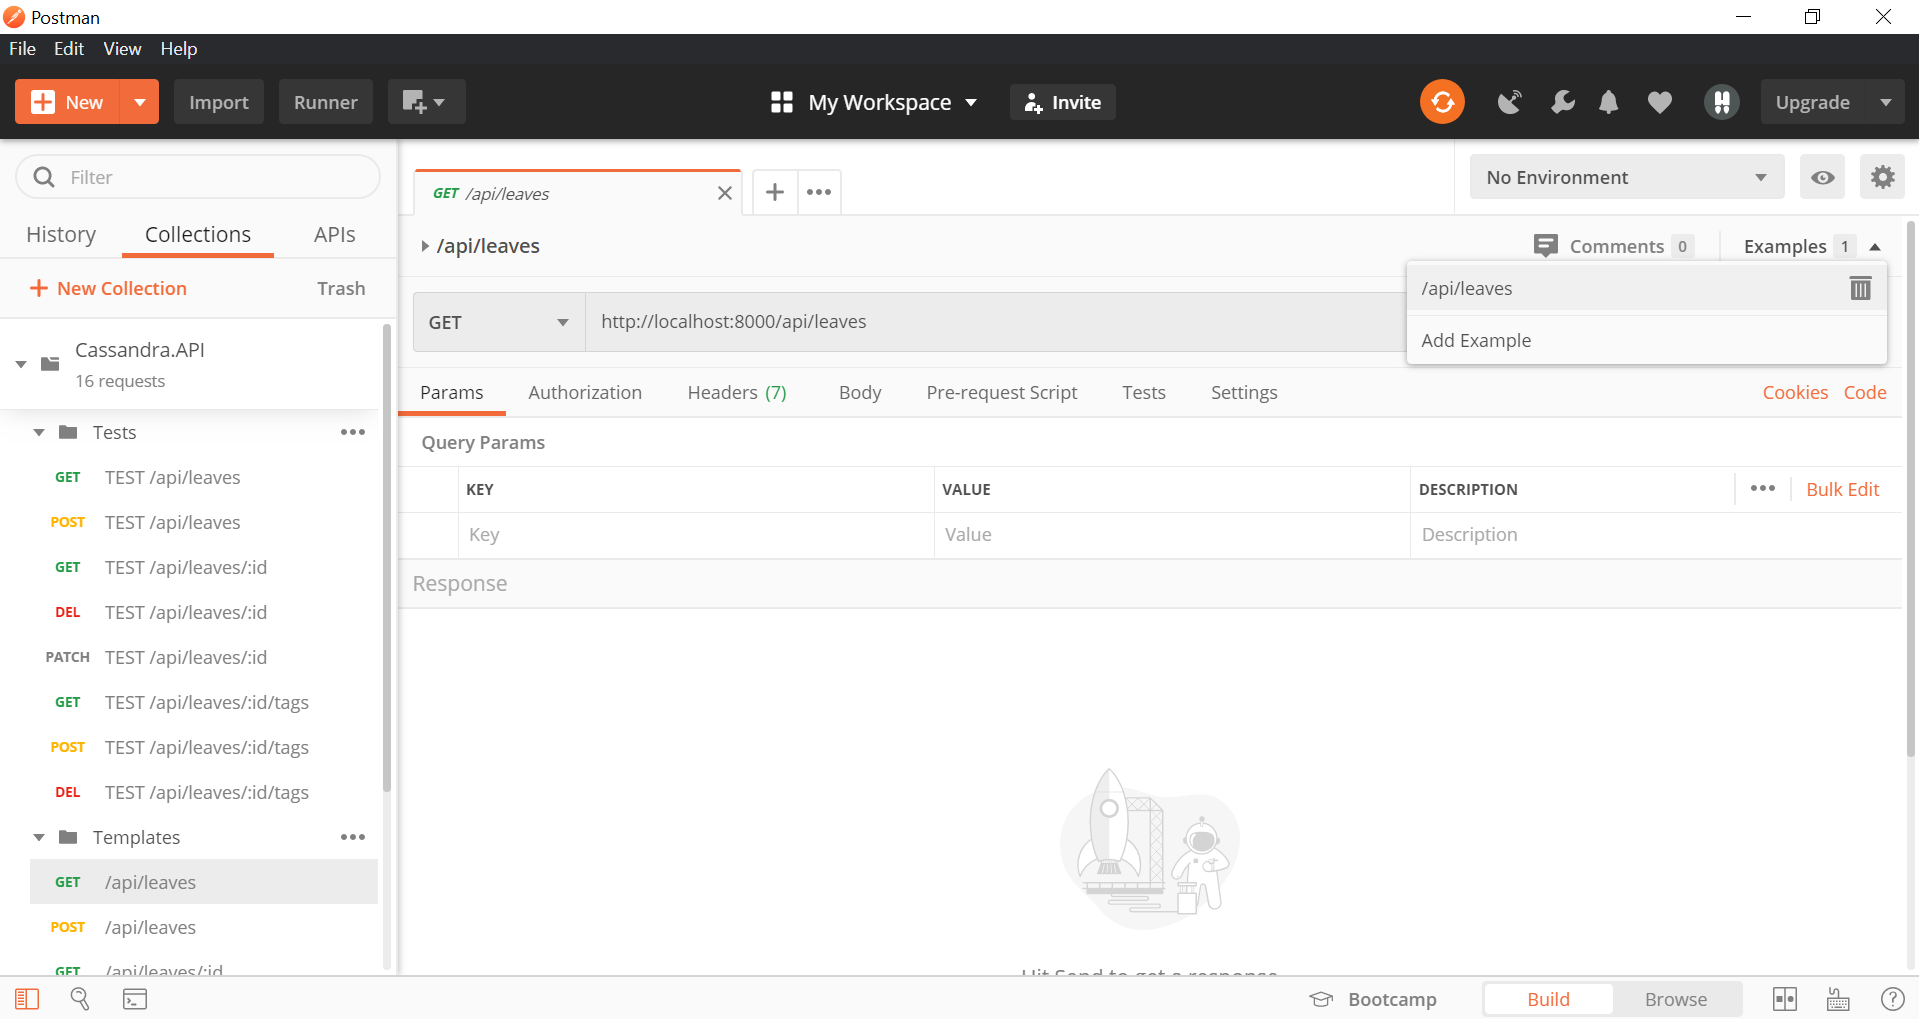 Postman
File Edit View Help
New Import Runner My Workspace Invite Upgrade
Filter
History Collections APIs
New Collection Trash
Cassandra.API
16 requests
Tests
GET TEST /api/leaves
POST TEST /api/leaves
GET TEST /api/leaves/:id
DEL TEST /api/leaves/:id
PATCH TEST /api/leaves/:id
GET TEST /api/leaves/:id/tags
POST TEST /api/leaves/:id/tags
DEL TEST /api/leaves/:id/tags
Templates
GET /api/leaves
POST /api/leaves
GET /api/leaves/:id
GET /api/leaves
No Environment
/api/leaves
Comments 0 Examples 1
/api/leaves
Add Example
GET http://localhost:8000/api/leaves
Params Authorization Headers (7) Body Pre-request Script Tests Settings Cookies Code
Query Params
KEY VALUE DESCRIPTION Bulk Edit
Key Value Description
Response
Hit Send to get a response
Bootcamp Build Browse